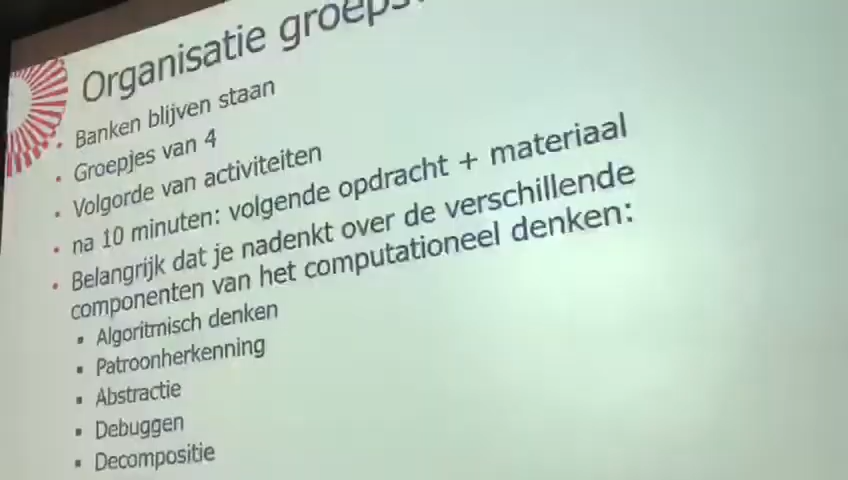 Organisatie
Banken blijven staan
Groepjes van 4
Volgorde van activiteiten
na 10 minuten: volgende opdracht + materiaal
Belangrijk dat je nadenkt over de verschillende
componenten van het computationeel denken:
Algoritmisch denken
Patroonherkenning
Abstractie
Debuggen
Decompositie